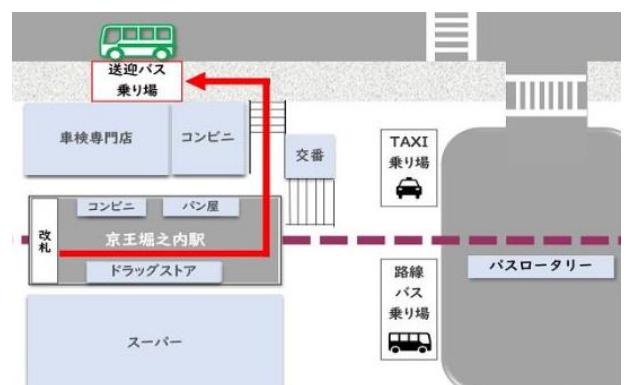 送迎バス
乗り場
車検専門店
コンビニ
交番
TAXI
乗り場
コンビニ
パン屋
改札
京王堀之内駅
ドラッグストア
バスロータリー
路線
バス
乗り場
スーパー